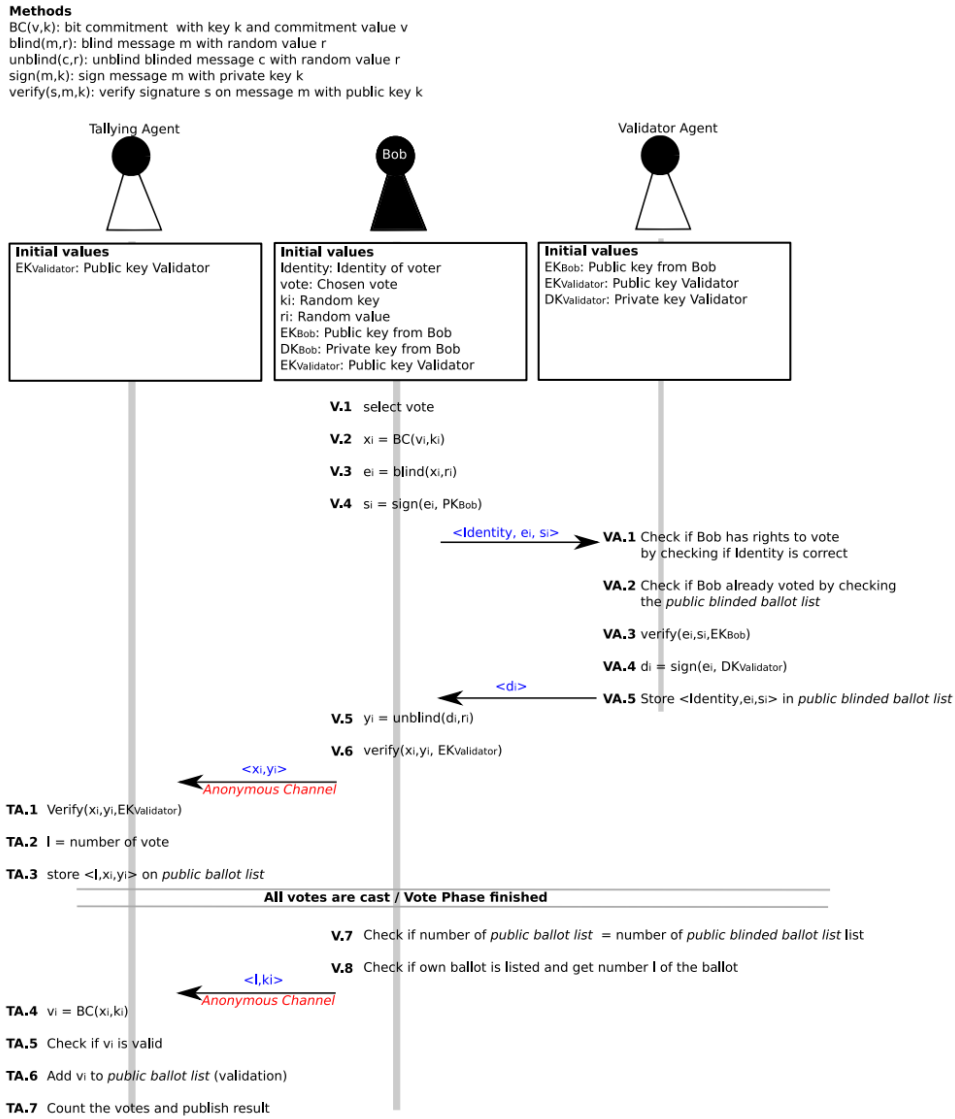 Methods
BC(v,k): bit commitment with key k and commitment value v
blind(m,r): blind message m with random value r
unblind(c,r): unblind blinded message c with random value r
sign(m,k): sign message m with private key k
verify(s,m,k): verify signature s on message m with public key k
Tallying Agent
Bob
Validator Agent
Initial values
EKValidator: Public key Validator
Initial values
Identity: Identity of voter
vote: Chosen vote
ki: Random key
ri: Random value
EKBob: Public key from Bob
DKBob: Private key from Bob
EKValidator: Public key Validator
Initial values
EKBob: Public key from Bob
EKValidator: Public key Validator
DKValidator: Private key Validator
V.1 select vote
V.2 xi = BC(vi,ki)
V.3 ei = blind(xi,ri)
V.4 si = sign(ei, PKBob)
<Identity, ei, si>
VA.1 Check if Bob has rights to vote
by checking if Identity is correct
VA.2 Check if Bob already voted by checking
the public blinded ballot list
VA.3 verify(ei,si,EKBob)
VA.4 di = sign(ei, DKValidator)
<di>
VA.5 Store <Identity,ei,si> in public blinded ballot list
V.5 yi = unblind(di,ri)
V.6 verify(xi,yi, EKValidator)
<xi,yi>
Anonymous Channel
TA.1 Verify(xi,yi,EKValidator)
TA.2 l = number of vote
TA.3 store <l,xi,yi> on public ballot list
All votes are cast / Vote Phase finished
V.7 Check if number of public ballot list = number of public blinded ballot list list
V.8 Check if own ballot is listed and get number l of the ballot
<l,ki>
Anonymous Channel
TA.4 vi = BC(xi,ki)
TA.5 Check if vi is valid
TA.6 Add vi to public ballot list (validation)
TA.7 Count the votes and publish result